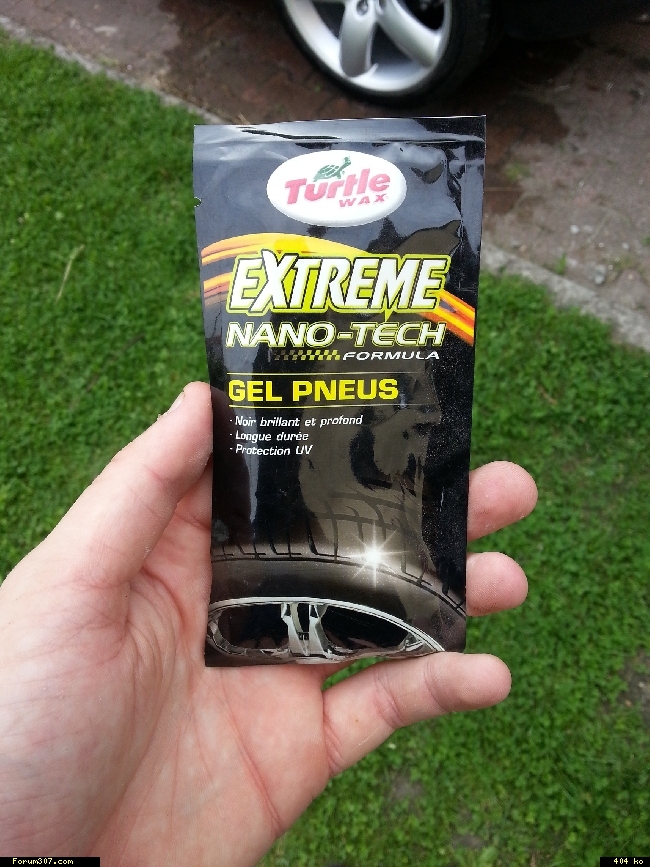 Turtle
WAX
EXTREME
NANO-TECH
FORMULA
GEL PNEUS
- Noir brillant et profond
- Longue durée
- Protection UV
Forum307.com
404 ko